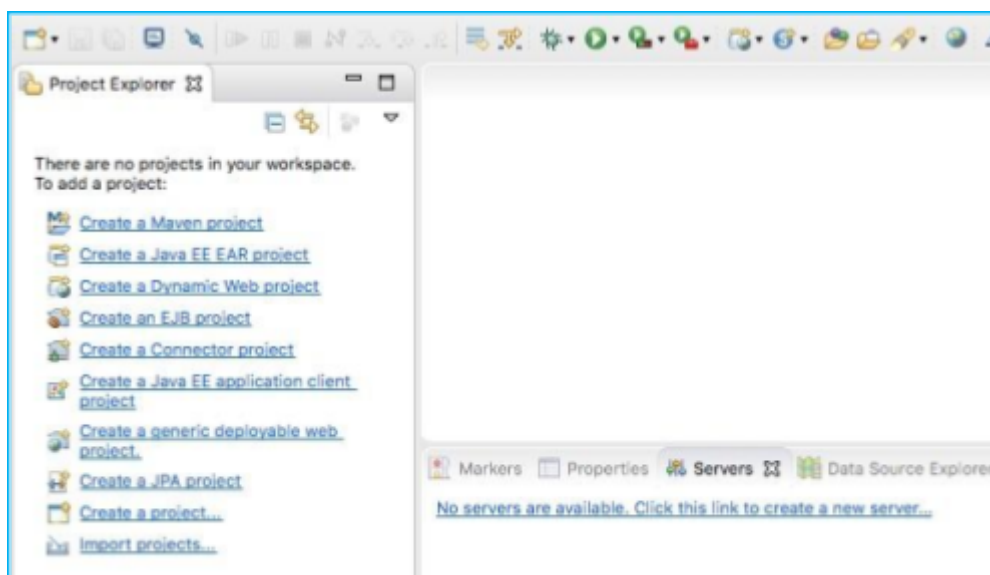 Project Explorer
There are no projects in your workspace.
To add a project:
Create a Maven project
Create a Java EE EAR project
Create a Dynamic Web project
Create an EJB project
Create a Connector project
Create a Java EE application client
project
Create a generic deployable web
project.
Create a JPA project
Create a project...
Import projects...
Markers Properties Servers Data Source Explorer
No servers are available. Click this link to create a new server...